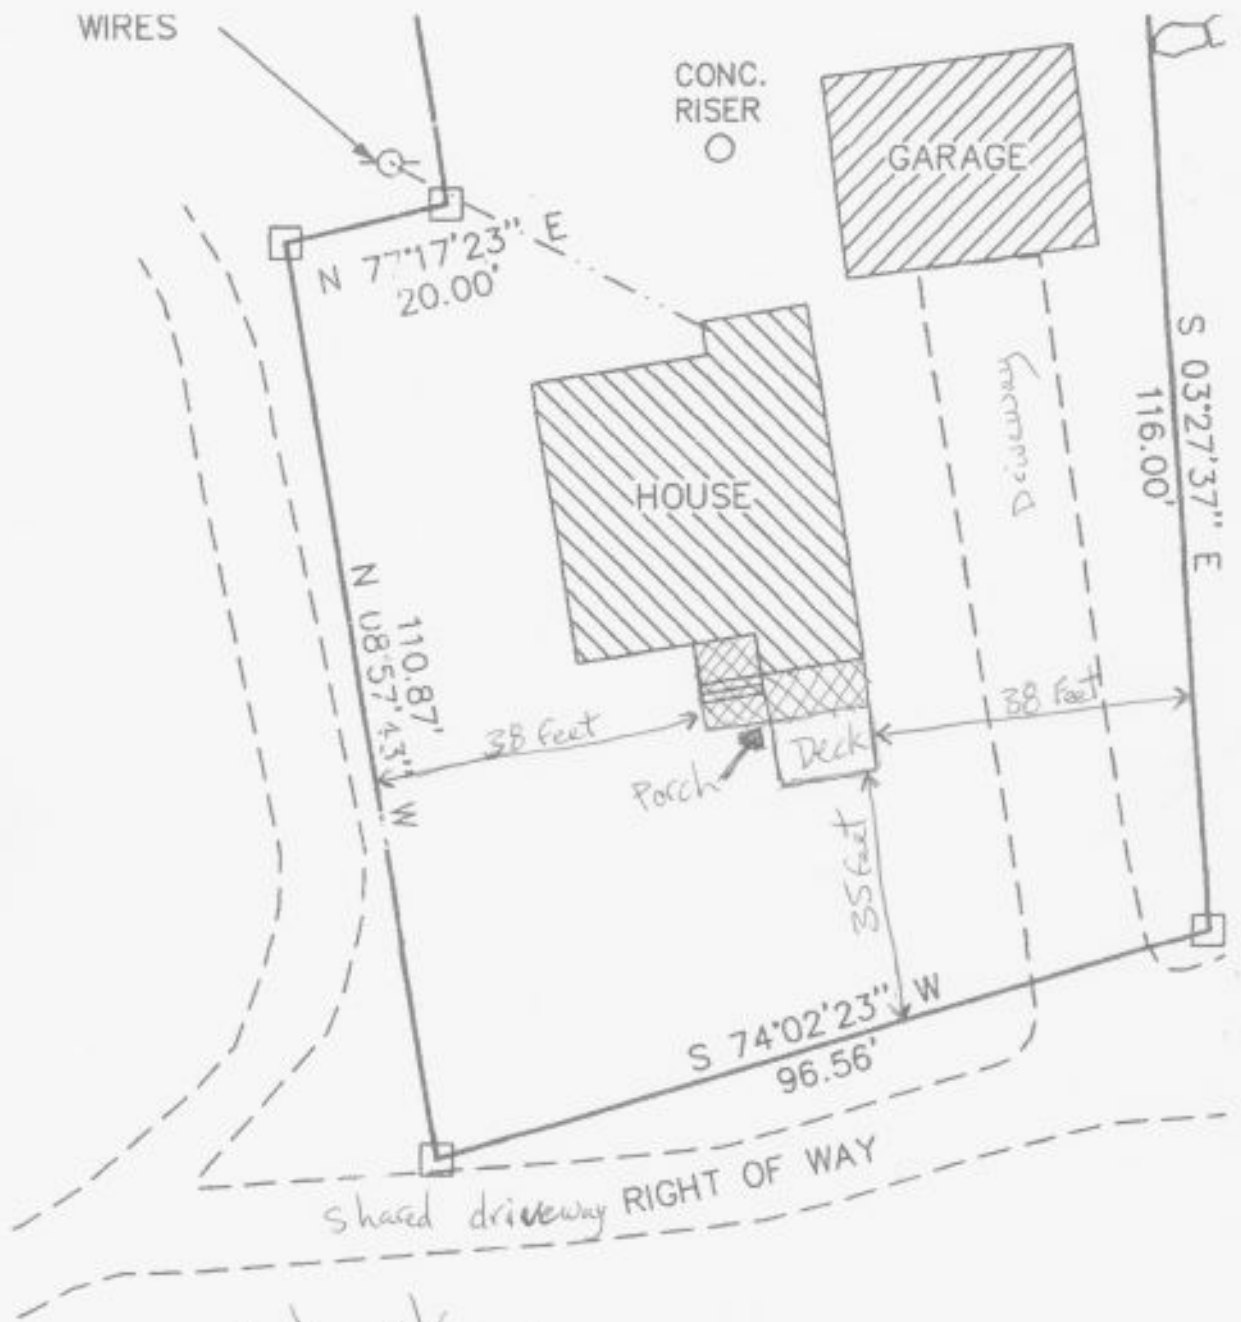 WIRES
CONC.
RISER
GARAGE
N 77°17'23" E
20.00'
S 03°27'37" E
116.00'
Driveway
HOUSE
110.87'
N 08°57'43" W
38 feet
38 Feet
Porch
Deck
35 feet
S 74°02'23" W
96.56'
Shared driveway RIGHT OF WAY